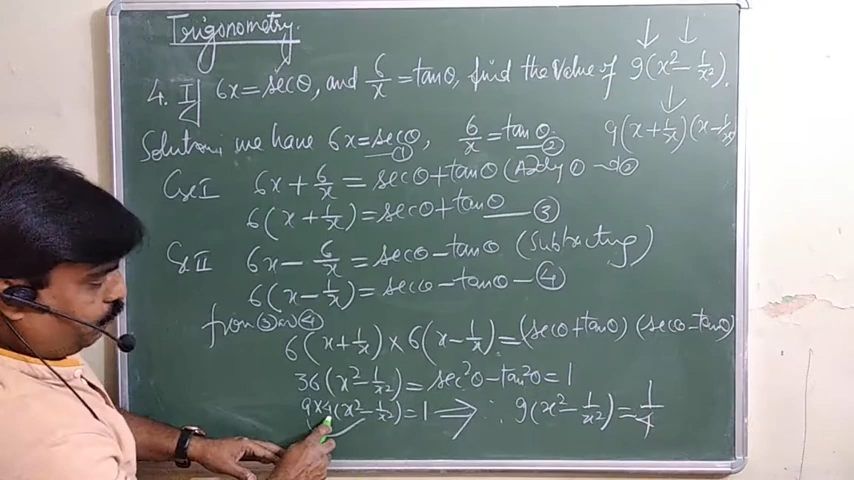 Trigonometry
4. If 6x = secθ, and 6/x = tanθ, find the value of 9(x² - 1/x²).
9(x + 1/x)(x - 1/x)
Solution, we have 6x = secθ ①, 6/x = tanθ ②
Case I 6x + 6/x = secθ + tanθ (Addg ① and ②
6(x + 1/x) = secθ + tanθ — ③
Case II 6x - 6/x = secθ - tanθ (Subtracting)
6(x - 1/x) = secθ - tanθ - ④
from ③ and ④
6(x + 1/x) × 6(x - 1/x) = (secθ + tanθ)(secθ - tanθ)
36(x² - 1/x²) = sec²θ - tan²θ = 1
9×4(x² - 1/x²) = 1 ⇒ ∴ 9(x² - 1/x²) = 1/4